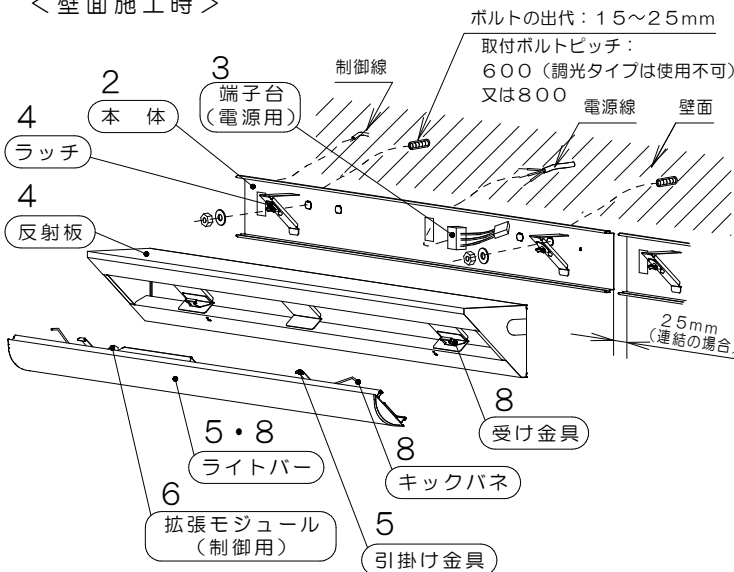 ＜壁面施工時＞
ボルトの出代：１５～２５mm
取付ボルトピッチ：
６００（調光タイプは使用不可）
又は８００
制御線
電源線
壁面
3
端子台
（電源用）
2
本　体
4
ラッチ
4
反射板
25mm
（連結の場合）
8
受け金具
8
キックバネ
5・8
ライトバー
6
拡張モジュール
（制御用）
5
引掛け金具